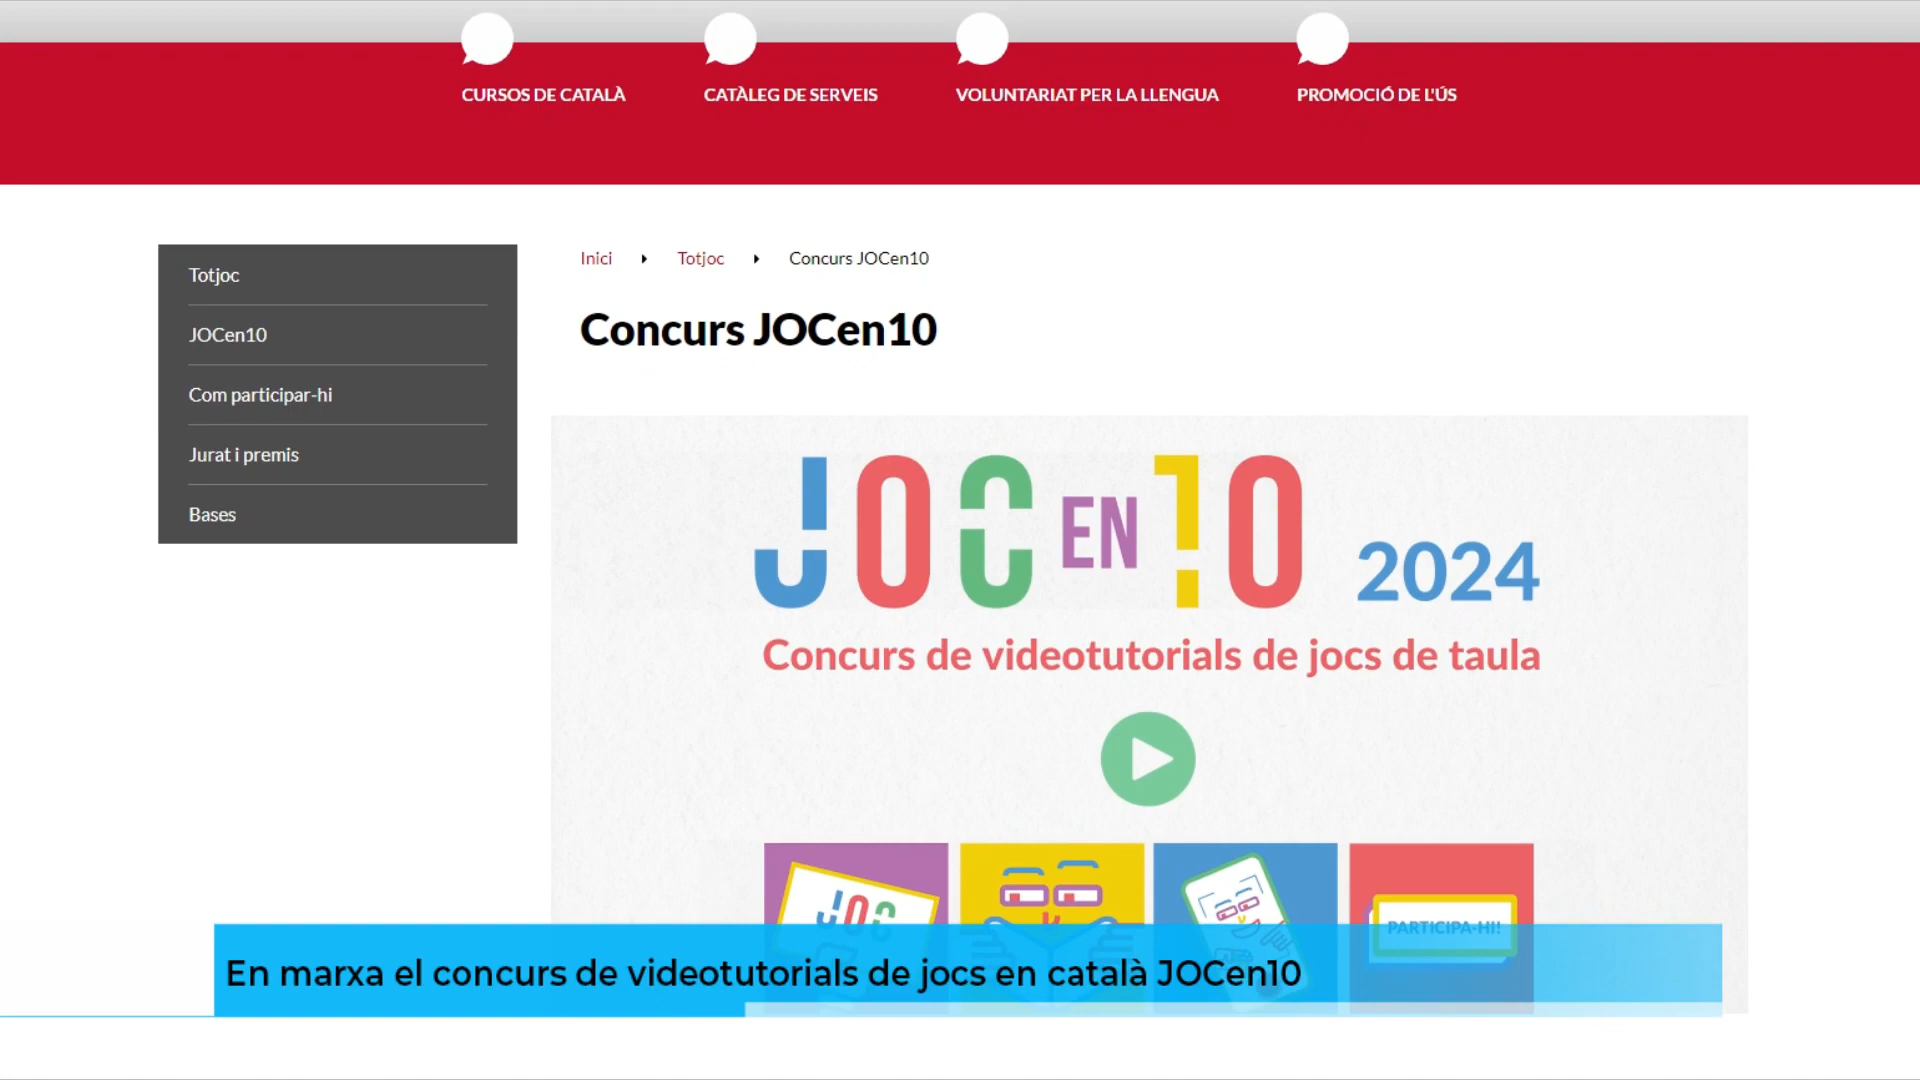 CURSOS DE CATALÀ
CATÀLEG DE SERVEIS
VOLUNTARIAT PER LA LLENGUA
PROMOCIÓ DE L'ÚS
Totjoc
JOCen10
Com participar-hi
Jurat i premis
Bases
Inici Totjoc Concurs JOCen10
Concurs JOCen10
JOC EN 10 2024
Concurs de videotutorials de jocs de taula
JOC
PARTICIPA-HI!
En marxa el concurs de videotutorials de jocs en català JOCen10